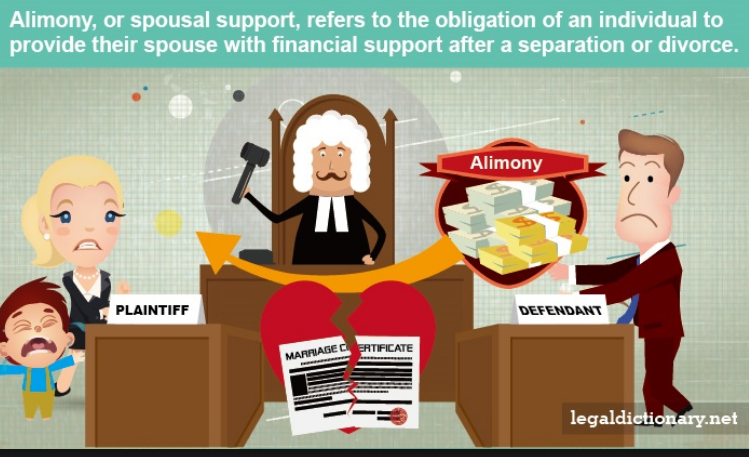 Alimony, or spousal support, refers to the obligation of an individual to
provide their spouse with financial support after a separation or divorce.
Alimony
PLAINTIFF
DEFENDANT
MARRIAGE CERTIFICATE
legaldictionary.net